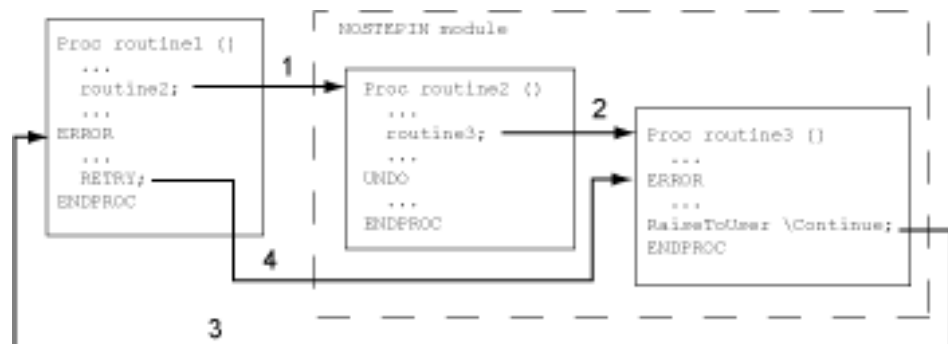 NOSTEPIN module
Proc routine1 ()
...
routine2;
...
ERROR
...
RETRY;
ENDPROC
1
Proc routine2 ()
...
routine3;
...
UNDO
...
ENDPROC
2
Proc routine3 ()
...
ERROR
...
RaiseToUser \Continue;
ENDPROC
4
3